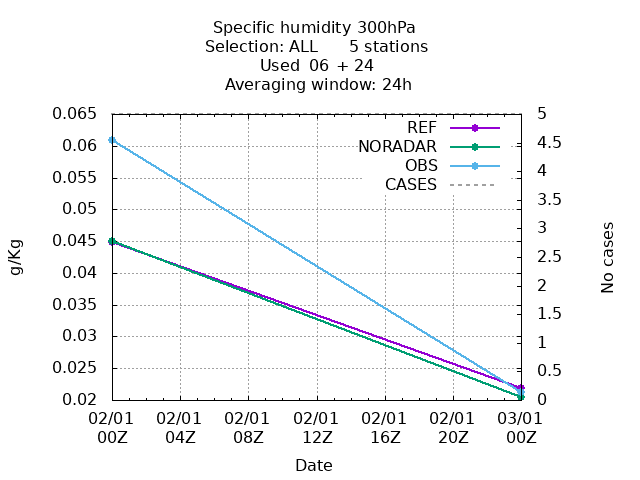 Specific humidity 300hPa
Selection: ALL 5 stations
Used 06 + 24
Averaging window: 24h
REF
NORADAR
OBS
CASES
g/Kg
0.065
0.06
0.055
0.05
0.045
0.04
0.035
0.03
0.025
0.02
5
4.5
4
3.5
3
2.5
2
1.5
1
0.5
0
No cases
02/01 02/01 02/01 02/01 02/01 02/01 03/01
00Z 04Z 08Z 12Z 16Z 20Z 00Z
Date